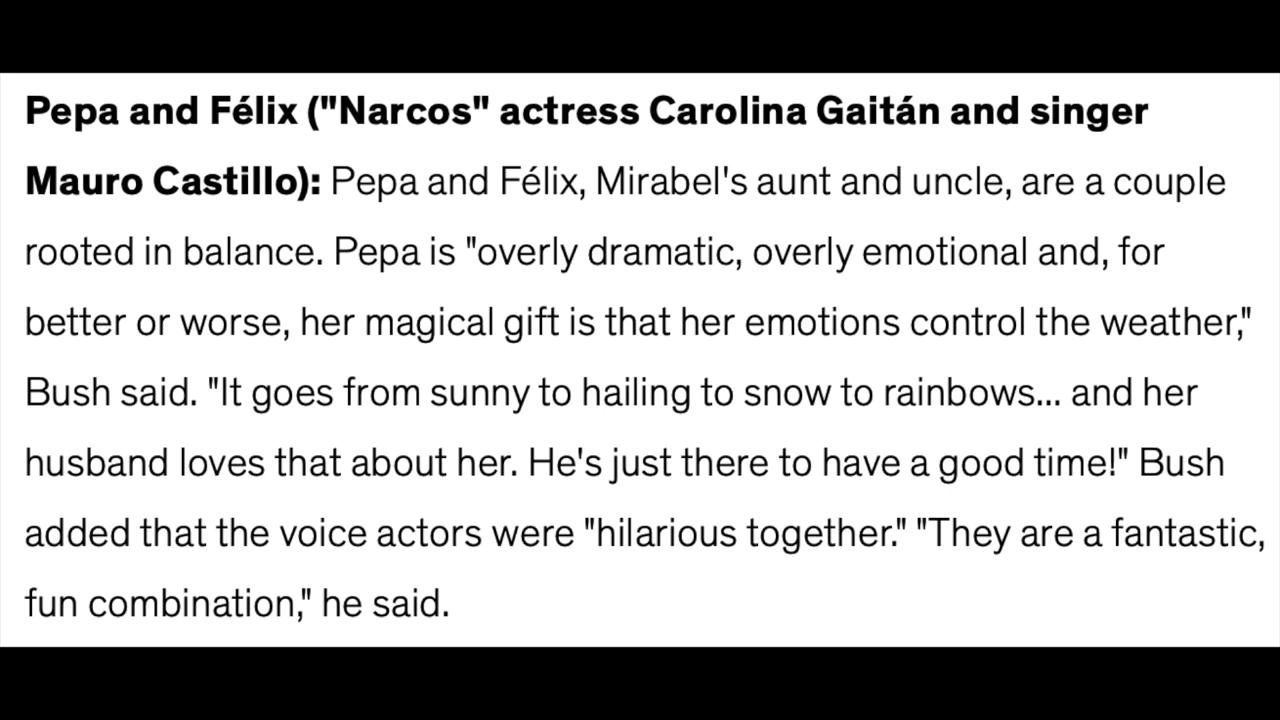 Pepa and Félix ("Narcos" actress Carolina Gaitán and singer
Mauro Castillo): Pepa and Félix, Mirabel's aunt and uncle, are a couple
rooted in balance. Pepa is "overly dramatic, overly emotional and, for
better or worse, her magical gift is that her emotions control the weather,"
Bush said. "It goes from sunny to hailing to snow to rainbows... and her
husband loves that about her. He's just there to have a good time!" Bush
added that the voice actors were "hilarious together." "They are a fantastic,
fun combination," he said.